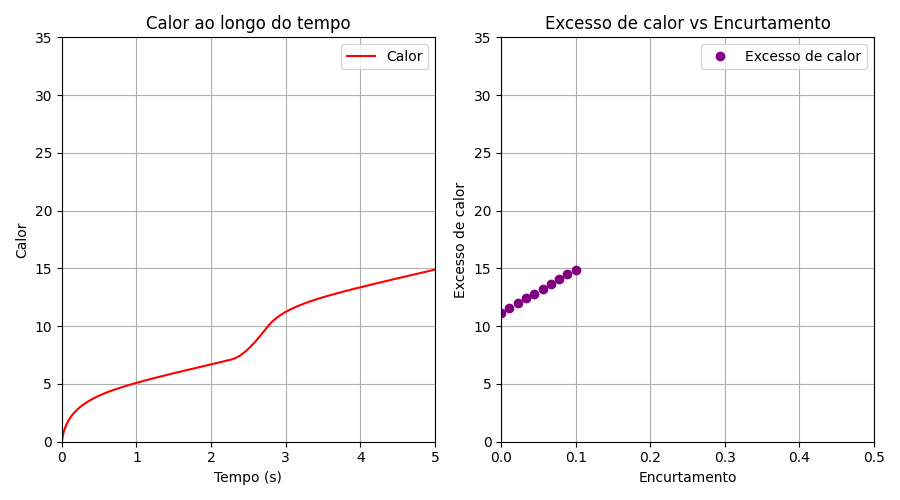 Calor ao longo do tempo
Calor
35
30
25
20
15
10
5
0
0 1 2 3 4 5
Calor
Tempo (s)
Excesso de calor vs Encurtamento
Excesso de calor
35
30
25
20
15
10
5
0
0.0 0.1 0.2 0.3 0.4 0.5
Excesso de calor
Encurtamento